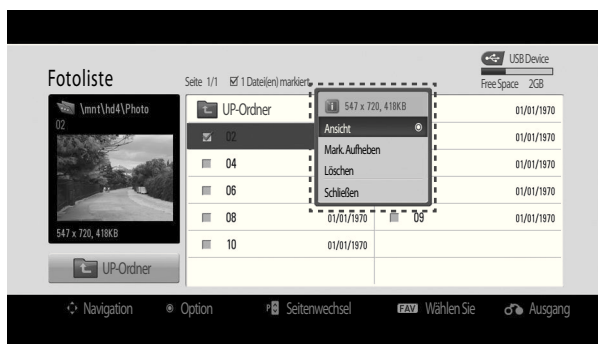 USB Device
Free Space 2GB
Fotoliste
Seite 1/1 ☑ 1 Datei(en) markiert
\mnt\hd4\Photo
02
547 x 720, 418KB
UP-Ordner
UP-Ordner
01/01/1970
02
01/01/1970
04
01/01/1970
06
01/01/1970
08 01/01/1970 09 01/01/1970
10 01/01/1970
547 x 720, 418KB
Ansicht
Mark. Aufheben
Löschen
Schließen
Navigation
Option
P Seitenwechsel
FAV Wählen Sie
Ausgang